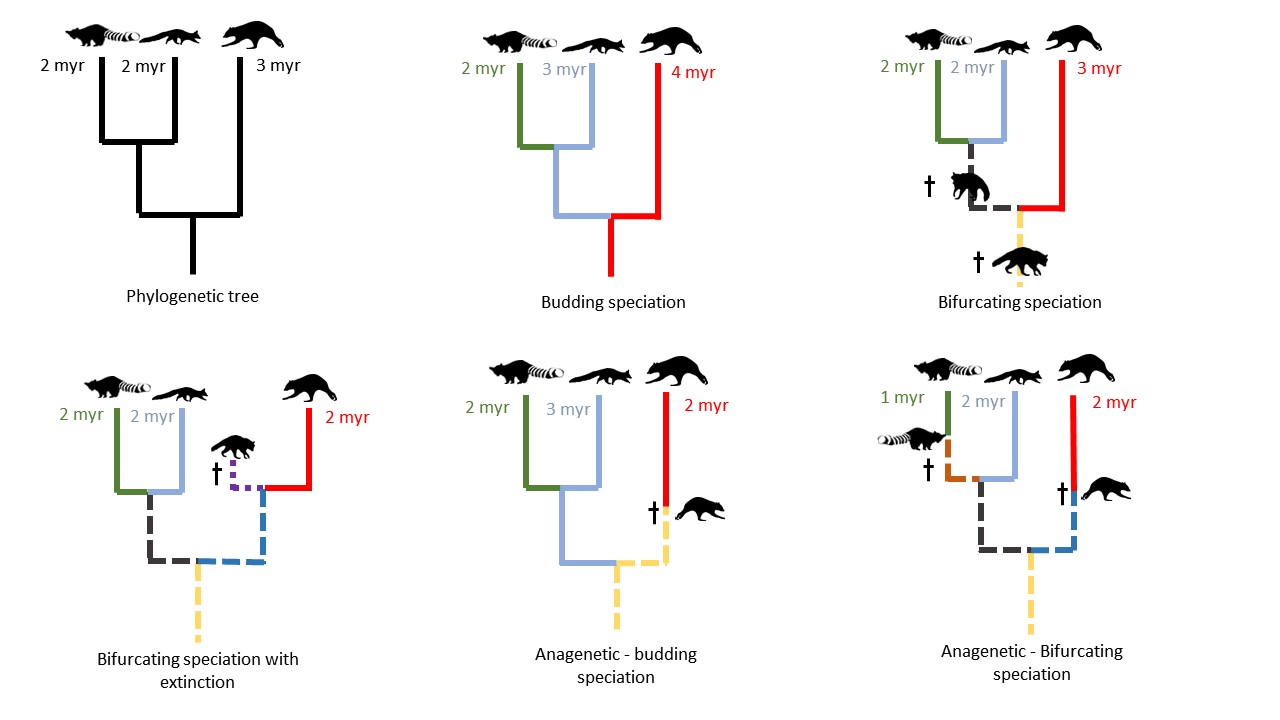 2 myr
2 myr
3 myr
Phylogenetic tree
2 myr
3 myr
4 myr
Budding speciation
2 myr
2 myr
3 myr
†
†
Bifurcating speciation
2 myr
2 myr
2 myr
†
Bifurcating speciation with
extinction
2 myr
3 myr
2 myr
†
Anagenetic - budding
speciation
1 myr
2 myr
2 myr
†
†
Anagenetic - Bifurcating
speciation